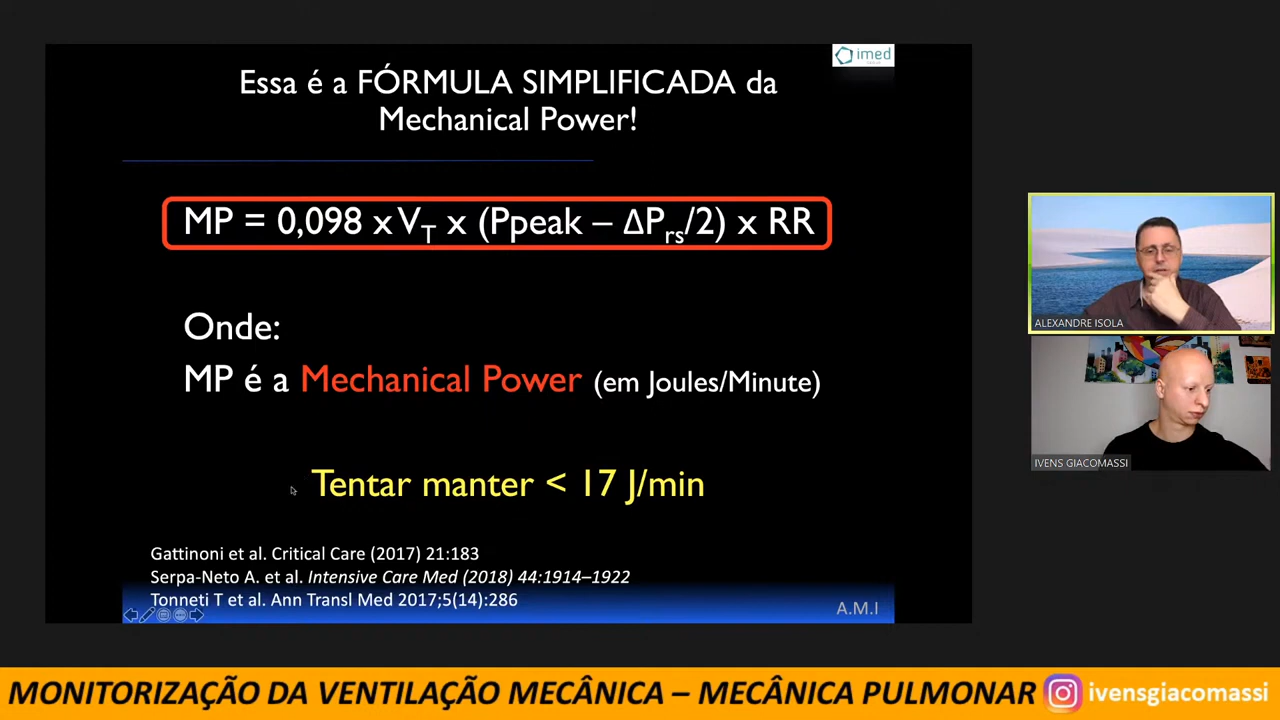 imed
Essa é a FÓRMULA SIMPLIFICADA da
Mechanical Power!
MP = 0,098 x VT x (Ppeak – ΔPrs/2) x RR
Onde:
MP é a Mechanical Power (em Joules/Minute)
Tentar manter < 17 J/min
Gattinoni et al. Critical Care (2017) 21:183
Serpa-Neto A. et al. Intensive Care Med (2018) 44:1914–1922
Tonneti T et al. Ann Transl Med 2017;5(14):286
A.M.I
ALEXANDRE ISOLA
IVENS GIACOMASSI
MONITORIZAÇÃO DA VENTILAÇÃO MECÂNICA – MECÂNICA PULMONAR ivensgiacomassi